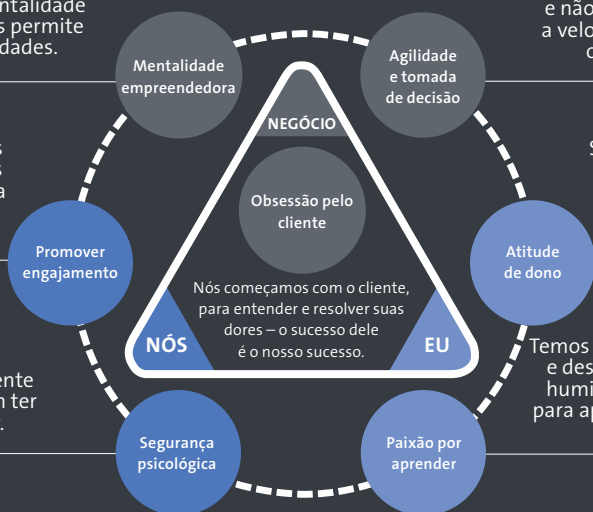 s permite
dades.
e não
a velo
Mentalidade
empreendedora
Agilidade
e tomada
de decisão
NEGÓCIO
Obsessão pelo
cliente
Promover
engajamento
Atitude
de dono
Nós começamos com o cliente,
para entender e resolver suas
dores – o sucesso dele
é o nosso sucesso.
NÓS
EU
Temos
e des
humi
para ap
ente
n ter
Segurança
psicológica
Paixão por
aprender